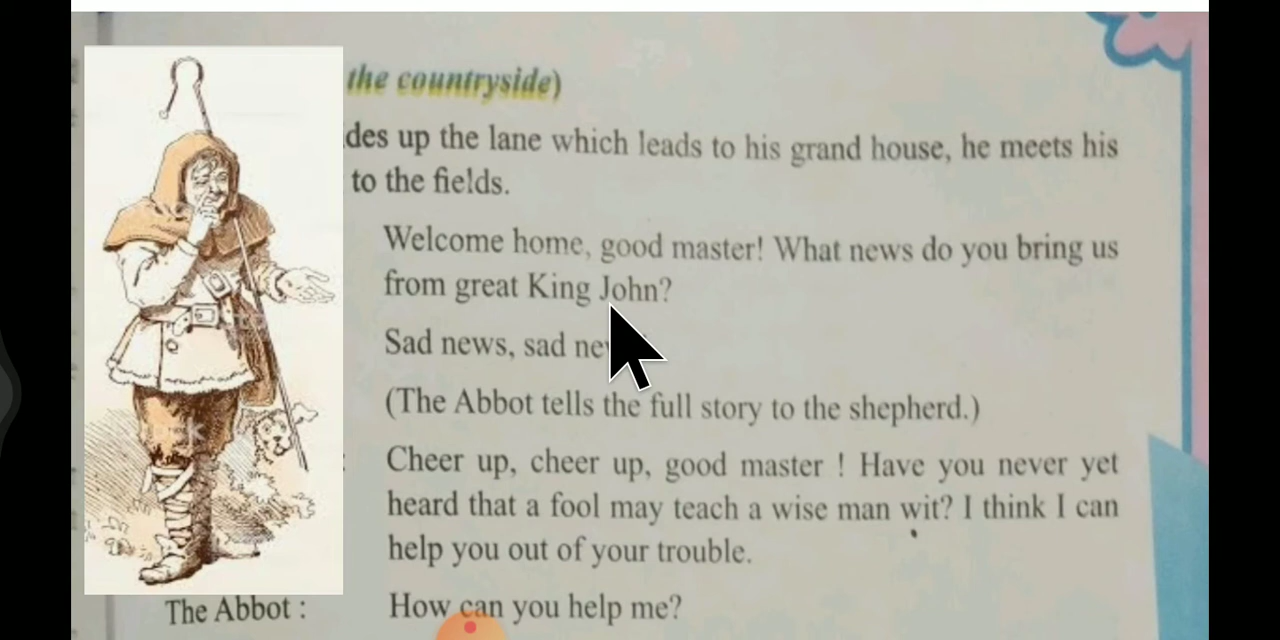 the countryside)
des up the lane which leads to his grand house, he meets his
to the fields.
Welcome home, good master! What news do you bring us
from great King John?
Sad news, sad
(The Abbot tells the full story to the shepherd.)
: Cheer up, cheer up, good master ! Have you never yet
heard that a fool may teach a wise man wit? I think I can
help you out of your trouble.
The Abbot : How can you help me?